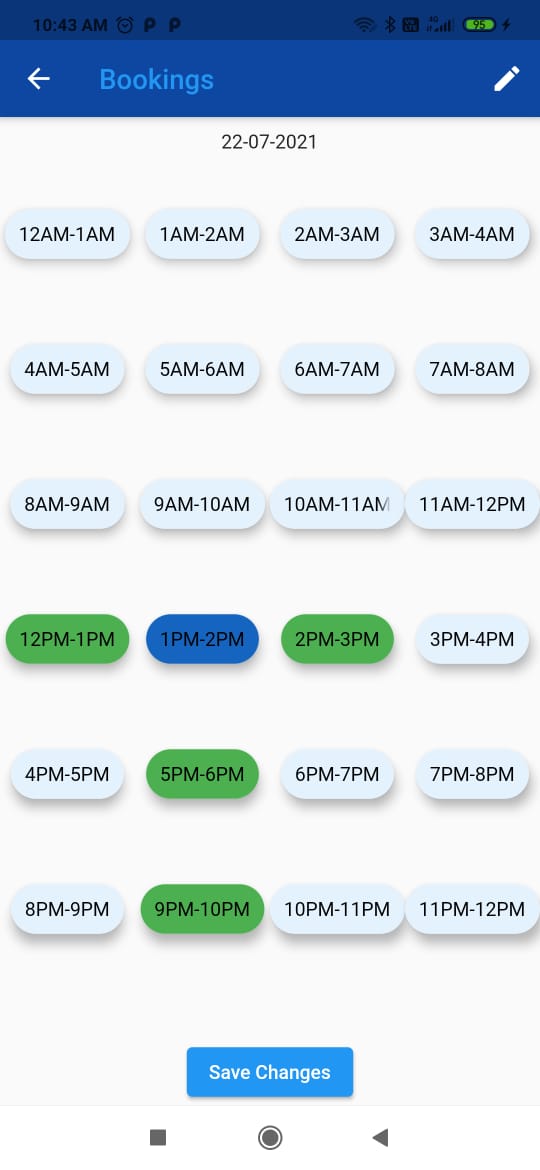 10:43 AM
4G
95
Bookings
22-07-2021
12AM-1AM 1AM-2AM 2AM-3AM 3AM-4AM
4AM-5AM 5AM-6AM 6AM-7AM 7AM-8AM
8AM-9AM 9AM-10AM 10AM-11AM 11AM-12PM
12PM-1PM 1PM-2PM 2PM-3PM 3PM-4PM
4PM-5PM 5PM-6PM 6PM-7PM 7PM-8PM
8PM-9PM 9PM-10PM 10PM-11PM 11PM-12PM
Save Changes